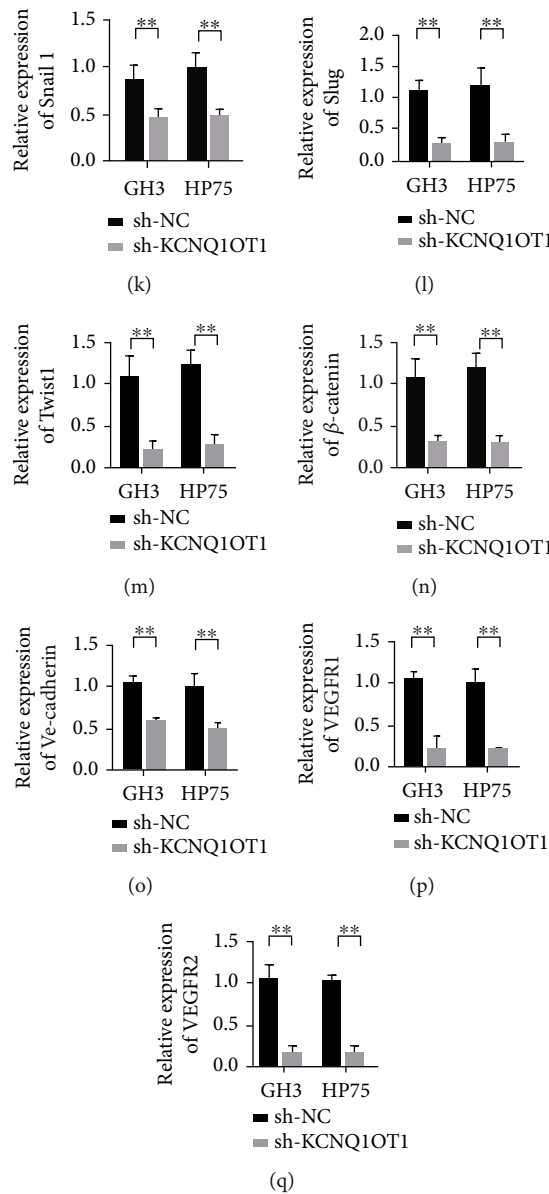 Relative expression
of Snail 1
1.5
1.0
0.5
0.0
**
**
GH3
HP75
sh-NC
sh-KCNQ1OT1
(k)
Relative expression
of Slug
2.0
1.5
1.0
0.5
0.0
**
**
GH3
HP75
sh-NC
sh-KCNQ1OT1
(l)
Relative expression
of Twist1
1.5
1.0
0.5
0.0
**
**
GH3
HP75
sh-NC
sh-KCNQ1OT1
(m)
Relative expression
of β-catenin
1.5
1.0
0.5
0.0
**
**
GH3
HP75
sh-NC
sh-KCNQ1OT1
(n)
Relative expression
of Ve-cadherin
1.5
1.0
0.5
0.0
**
**
GH3
HP75
sh-NC
sh-KCNQ1OT1
(o)
Relative expression
of VEGFR1
1.5
1.0
0.5
0.0
**
**
GH3
HP75
sh-NC
sh-KCNQ1OT1
(p)
Relative expression
of VEGFR2
1.5
1.0
0.5
0.0
**
**
GH3
HP75
sh-NC
sh-KCNQ1OT1
(q)